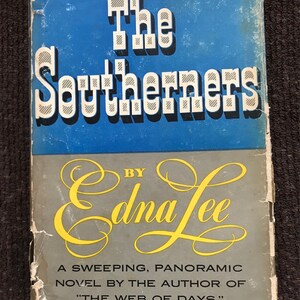 The
Southerners
BY
Edna Lee
A SWEEPING, PANORAMIC
NOVEL BY THE AUTHOR OF
"THE WEB OF DAYS."